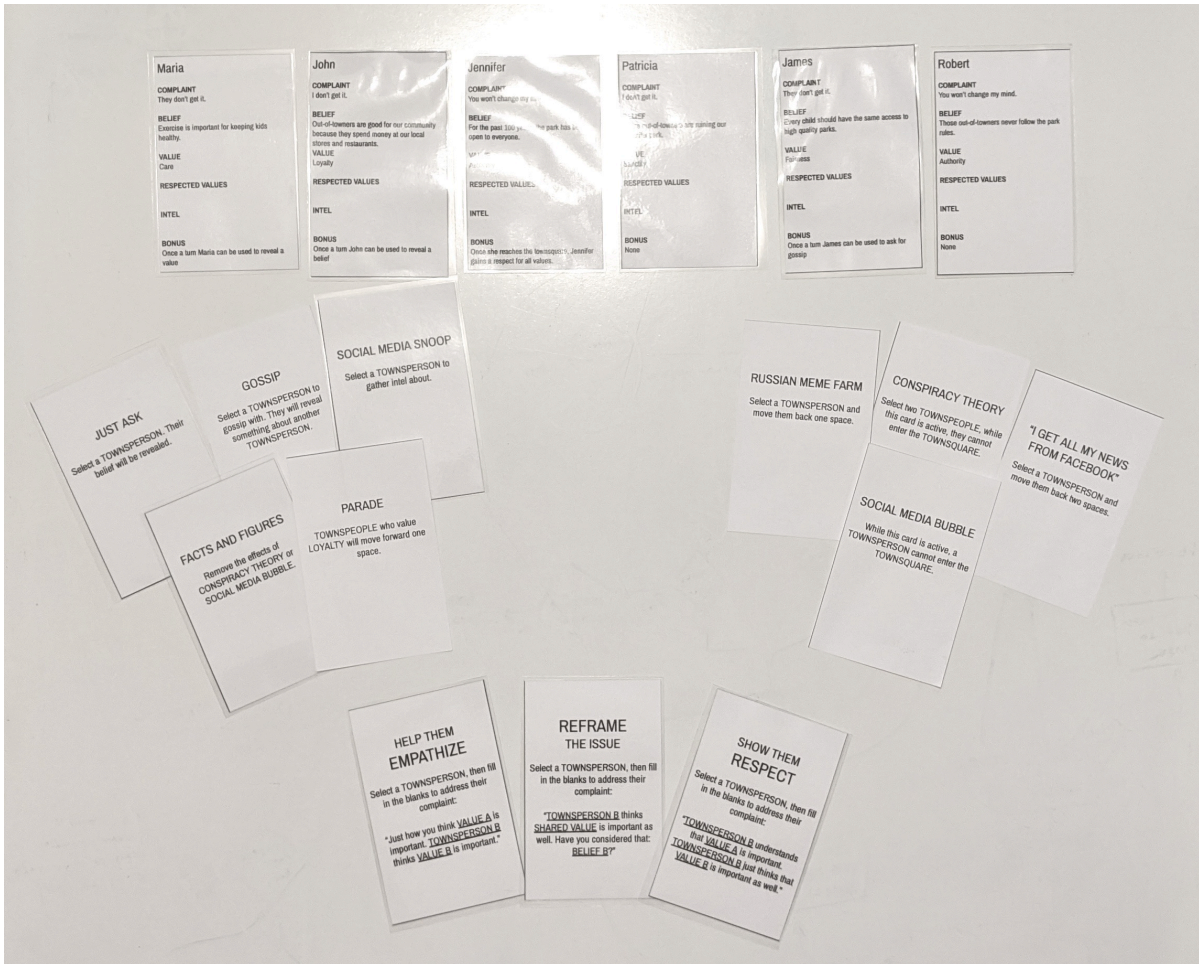 Maria
COMPLAINT
They don't get it.
BELIEF
Exercise is important for keeping kids
healthy.
VALUE
Care
RESPECTED VALUES
INTEL
BONUS
Once a turn Maria can be used to reveal a
value
John
COMPLAINT
I don't get it.
BELIEF
Out-of-towners are good for our community
because they spend money at our local
stores and restaurants.
VALUE
Loyalty
RESPECTED VALUES
INTEL
BONUS
Once a turn John can be used to reveal a
belief
Jennifer
COMPLAINT
You won't change my
BELIEF
For the past 100 the park has
open to everyone.
RESPECTED VALUES
INTEL
BONUS
Once she reaches the townsquare, Jennifer
gains a respect for all values.
Patricia
COMPLAINT
I don't get it.
out-of-towners are ruining our
park.
RESPECTED VALUES
INTEL
BONUS
None
James
COMPLAINT
They don't get it.
BELIEF
Every child should have the same access to
high quality parks.
VALUE
Fairness
RESPECTED VALUES
INTEL
BONUS
Once a turn James can be used to ask for
gossip
Robert
COMPLAINT
You won't change my mind.
BELIEF
Those out-of-towners never follow the park
rules.
VALUE
Authority
RESPECTED VALUES
INTEL
BONUS
None
JUST ASK
Select a TOWNSPERSON. Their
belief will be revealed.
GOSSIP
Select a TOWNSPERSON to
gossip with. They will reveal
something about another
TOWNSPERSON.
SOCIAL MEDIA SNOOP
Select a TOWNSPERSON to
gather intel about.
FACTS AND FIGURES
Remove the effects of
CONSPIRACY THEORY or
SOCIAL MEDIA BUBBLE.
PARADE
TOWNSPEOPLE who value
LOYALTY will move forward one
space.
RUSSIAN MEME FARM
Select a TOWNSPERSON and
move them back one space.
CONSPIRACY THEORY
Select two TOWNSPEOPLE, while
this card is active, they cannot
enter the TOWNSQUARE.
"I GET ALL MY NEWS
FROM FACEBOOK"
Select a TOWNSPERSON and
move them back two spaces.
SOCIAL MEDIA BUBBLE
While this card is active, a
TOWNSPERSON cannot enter the
TOWNSQUARE.
HELP THEM
EMPATHIZE
Select a TOWNSPERSON, then fill
in the blanks to address their
complaint:
"Just how you think VALUE A is
important. TOWNSPERSON B
thinks VALUE B is important."
REFRAME
THE ISSUE
Select a TOWNSPERSON, then fill
in the blanks to address their
complaint:
"TOWNSPERSON B thinks
SHARED VALUE is important as
well. Have you considered that:
BELIEF B?"
SHOW THEM
RESPECT
Select a TOWNSPERSON, then fill
in the blanks to address their
complaint:
"TOWNSPERSON B understands
that VALUE A is important.
TOWNSPERSON B just thinks that
VALUE B is important as well."